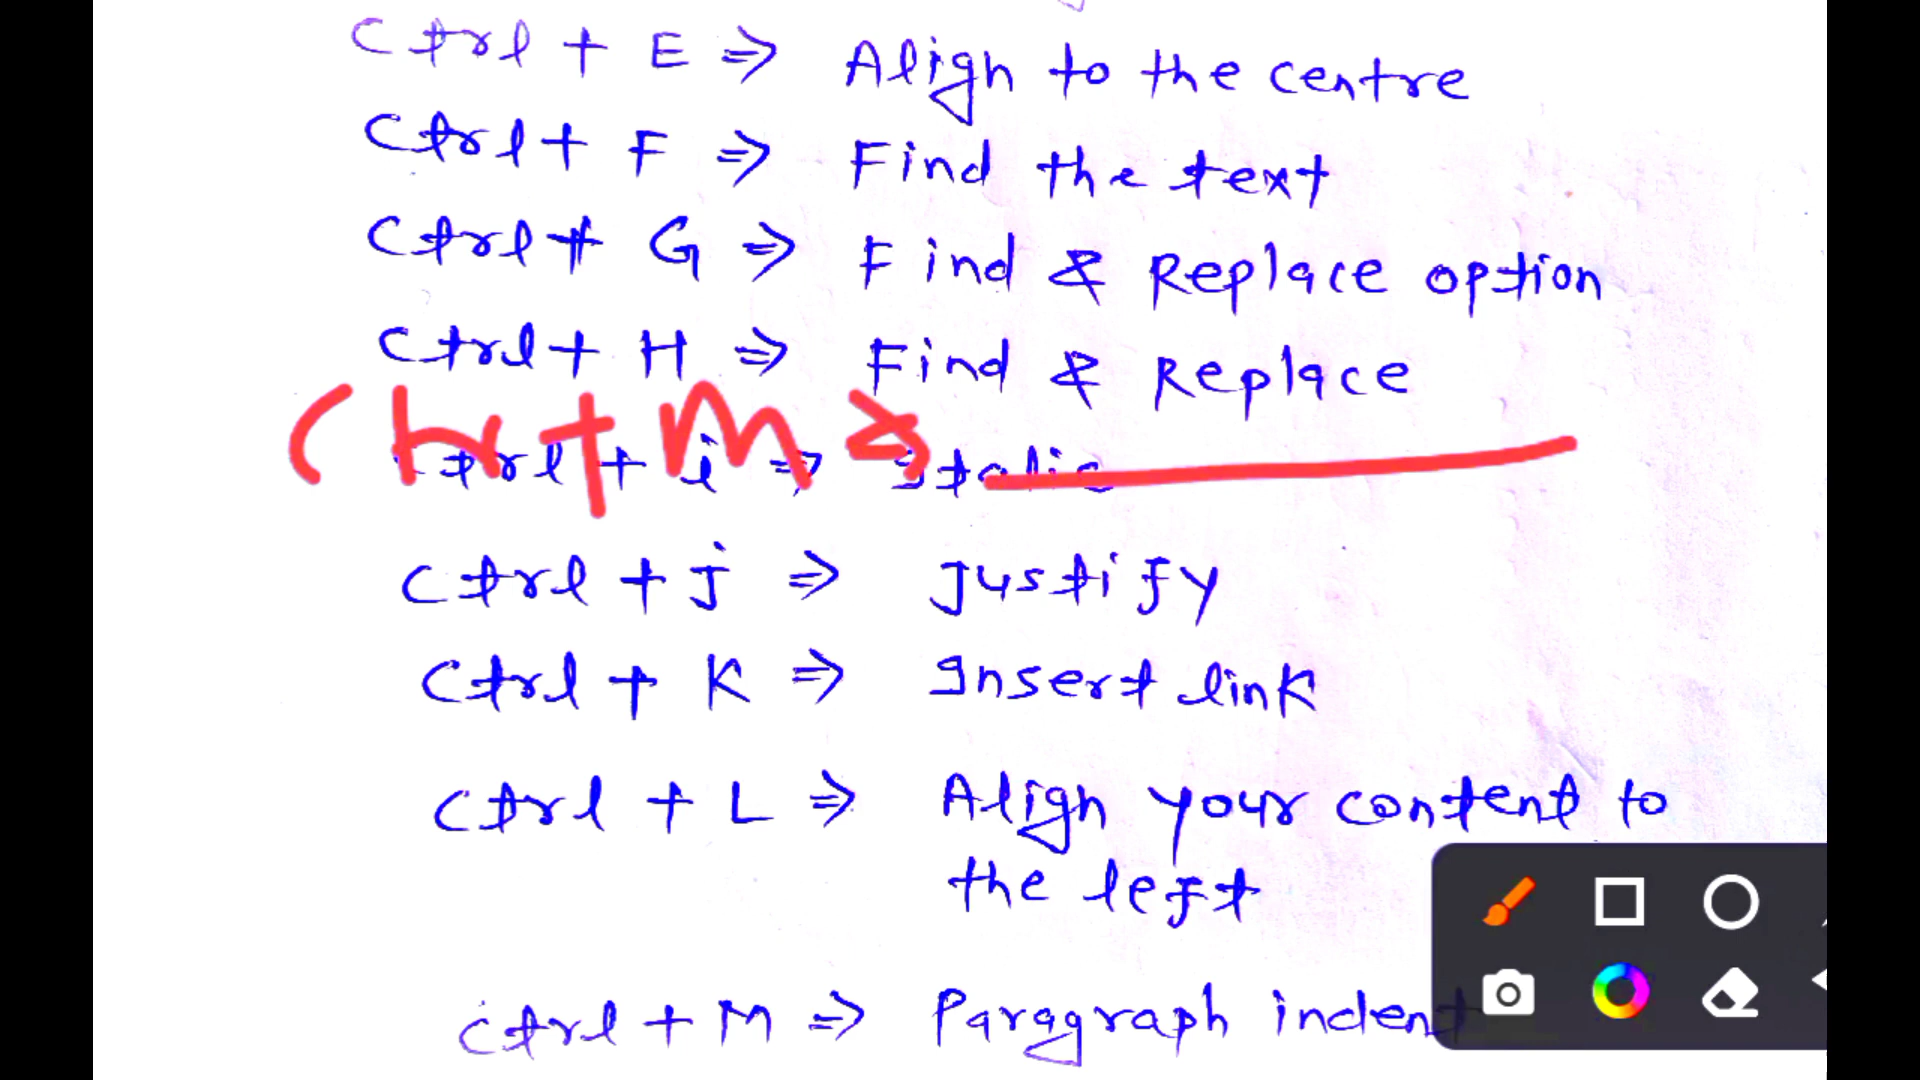 Ctrl + E ⇒ Align to the centre
Ctrl + F ⇒ Find the text
Ctrl + G ⇒ Find & Replace option
Ctrl + H ⇒ Find & Replace
Ctrl + i ⇒ Italic
Ctrl + j ⇒ Justify
Ctrl + K ⇒ Insert link
Ctrl + L ⇒ Align your content to
the left
Ctrl + M ⇒ Paragraph indent